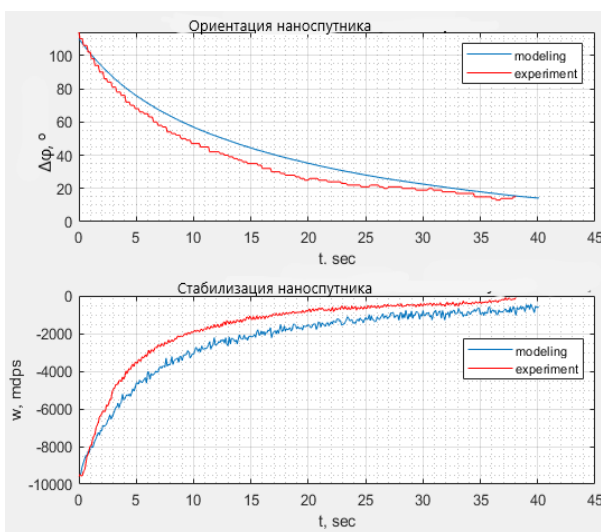 Ориентация наноспутника
100
80
60
40
20
0
Δφ, °
modeling
experiment
0 5 10 15 20 25 30 35 40 45
t. sec
Стабилизация наноспутника
0
-2000
-4000
-6000
-8000
-10000
w, mdps
modeling
experiment
0 5 10 15 20 25 30 35 40 45
t, sec